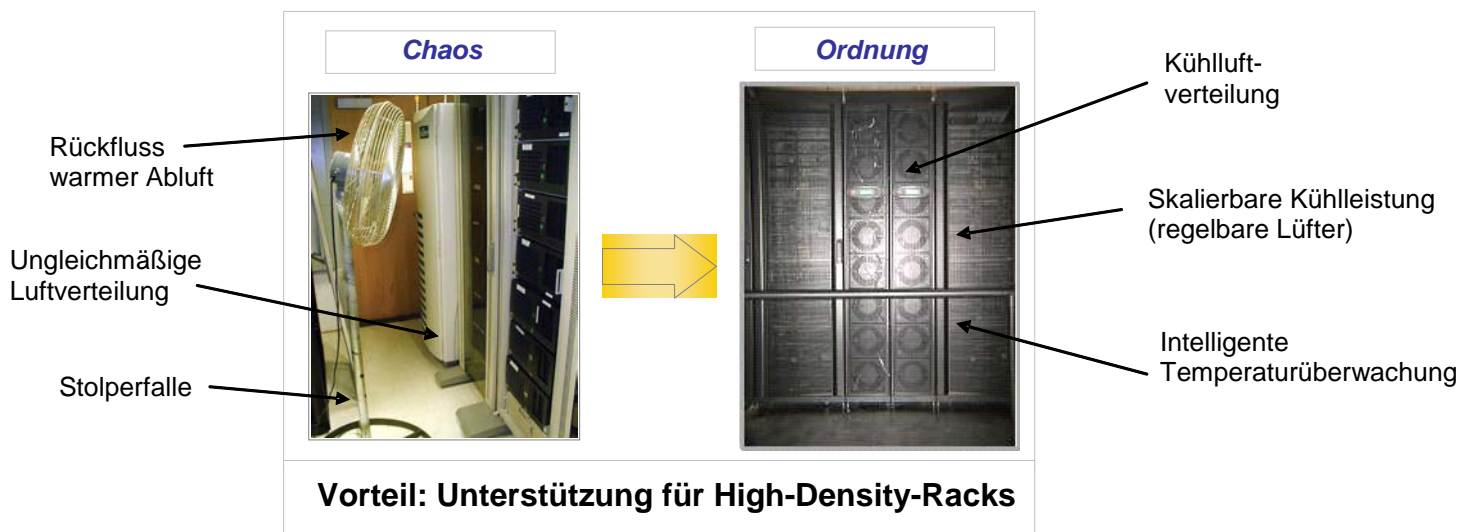 Chaos
Ordnung
Rückfluss
warmer Abluft
Ungleichmäßige
Luftverteilung
Stolperfalle
Kühlluft-
verteilung
Skalierbare Kühlleistung
(regelbare Lüfter)
Intelligente
Temperaturüberwachung
Vorteil: Unterstützung für High-Density-Racks